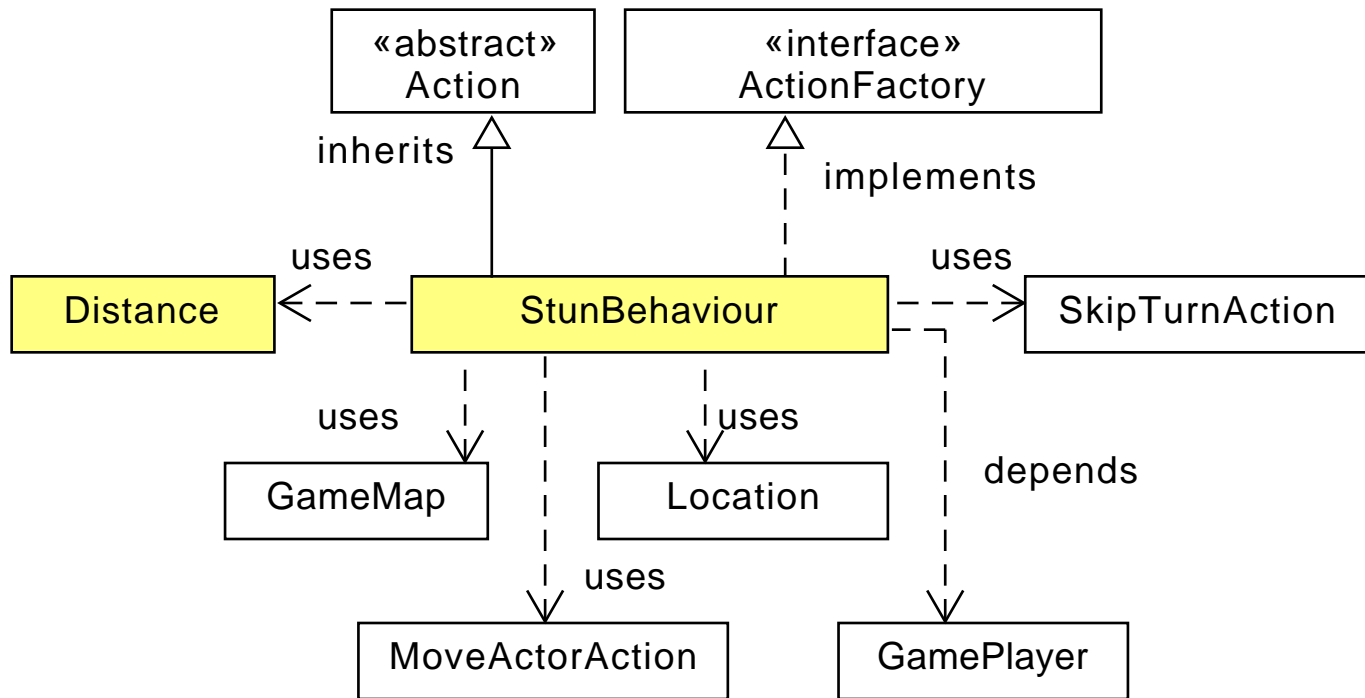 «abstract»
Action
«interface»
ActionFactory
inherits
implements
uses
uses
Distance
StunBehaviour
SkipTurnAction
uses
uses
depends
GameMap
Location
uses
MoveActorAction
GamePlayer